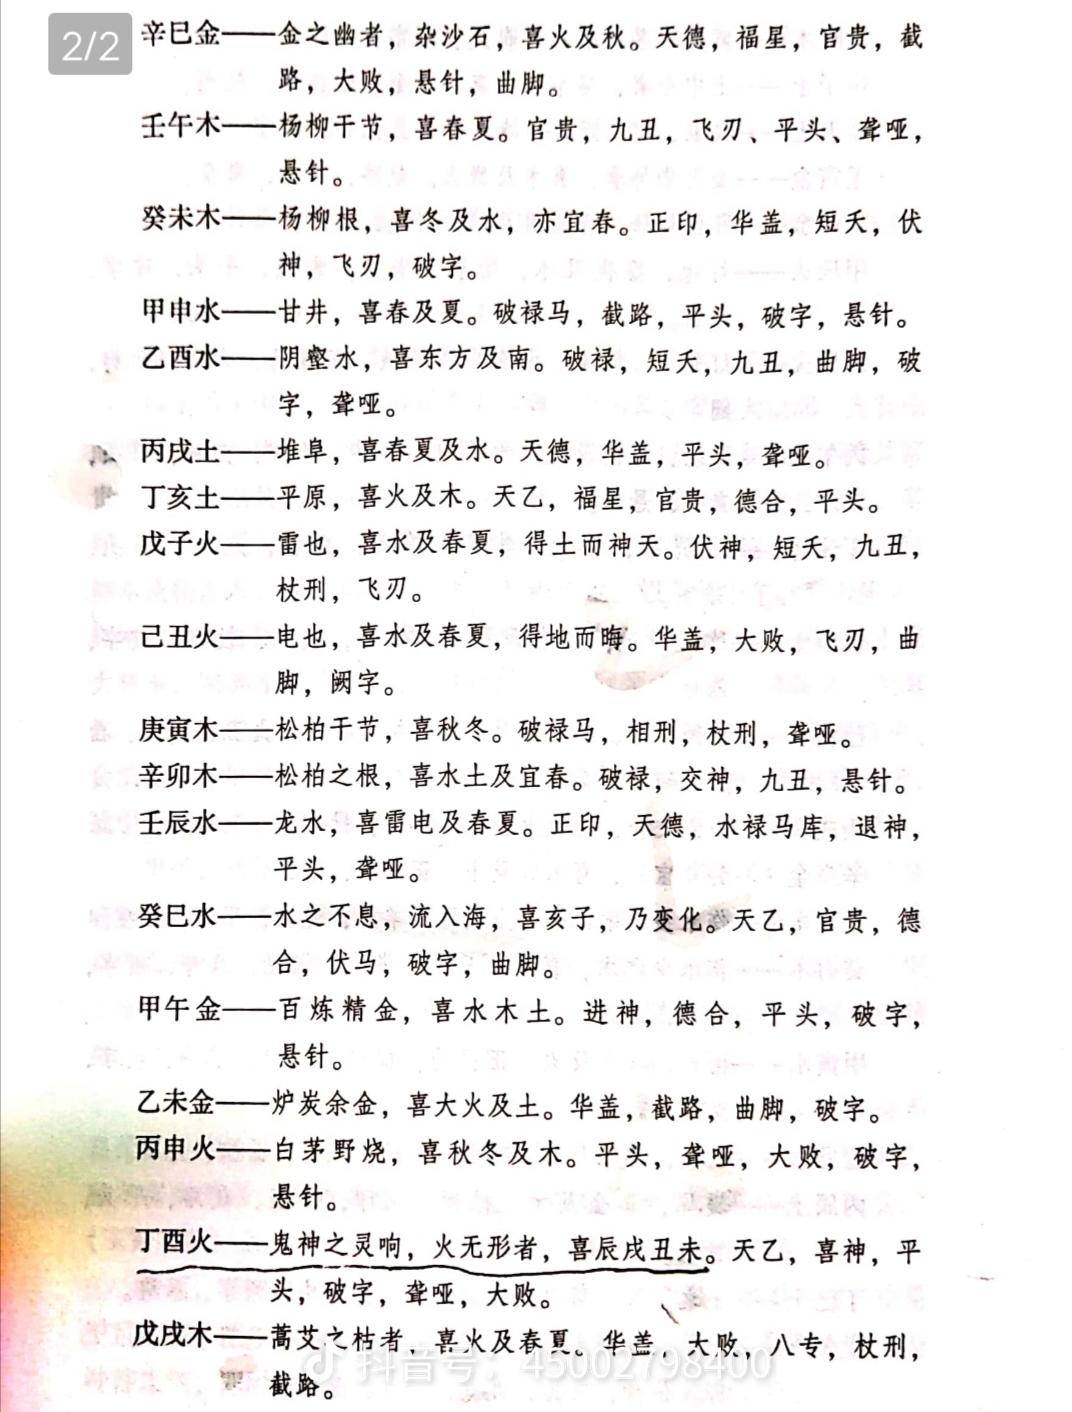 2/2
辛巳金——金之幽者，杂沙石，喜火及秋。天德，福星，官贵，截
路，大败，悬针，曲脚。
壬午木——杨柳干节，喜春夏。官贵，九丑，飞刃、平头、聋哑，
悬针。
癸未木——杨柳根，喜冬及水，亦宜春。正印，华盖，短夭，伏
神，飞刃，破字。
甲申水——甘井，喜春及夏。破禄马，截路，平头，破字，悬针。
乙酉水——阴壑水，喜东方及南。破禄，短夭，九丑，曲脚，破
字，聋哑。
丙戌土——堆阜，喜春夏及水。天德，华盖，平头，聋哑。
丁亥土——平原，喜火及木。天乙，福星，官贵，德合，平头。
戊子火——雷也，喜水及春夏，得土而神天。伏神，短夭，九丑，
杖刑，飞刃。
己丑火——电也，喜水及春夏，得地而晦。华盖，大败，飞刃，曲
脚，阙字。
庚寅木——松柏干节，喜秋冬。破禄马，相刑，杖刑，聋哑。
辛卯木——松柏之根，喜水土及宜春。破禄，交神，九丑，悬针。
壬辰水——龙水，喜雷电及春夏。正印，天德，水禄马库，退神，
平头，聋哑。
癸巳水——水之不息，流入海，喜亥子，乃变化。天乙，官贵，德
合，伏马，破字，曲脚。
甲午金——百炼精金，喜水木土。进神，德合，平头，破字，
悬针。
乙未金——炉炭余金，喜大火及土。华盖，截路，曲脚，破字。
丙申火——白茅野烧，喜秋冬及木。平头，聋哑，大败，破字，
悬针。
丁酉火——鬼神之灵响，火无形者，喜辰戌丑未。天乙，喜神，平
头，破字，聋哑，大败。
戊戌木——蒿艾之枯者，喜火及春夏。华盖，大败，八专，杖刑，
截路。
抖音号：45002798400